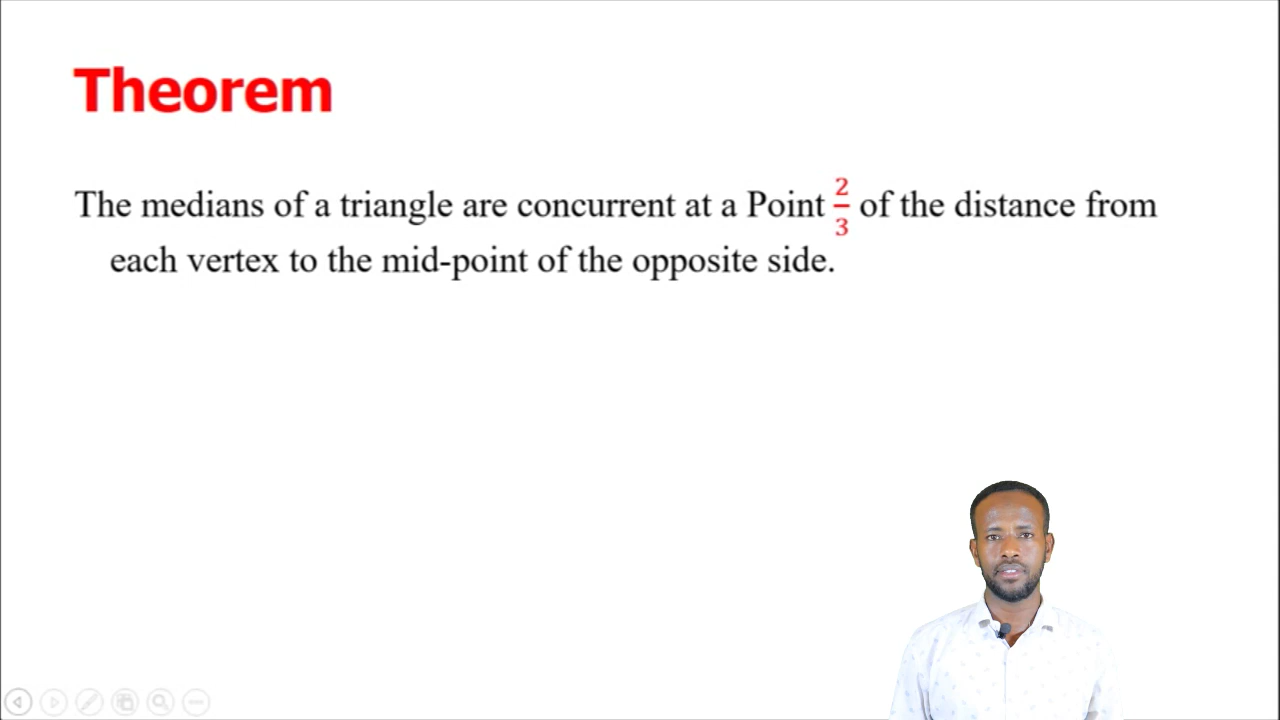 Theorem
The medians of a triangle are concurrent at a Point 2/3 of the distance from
each vertex to the mid-point of the opposite side.